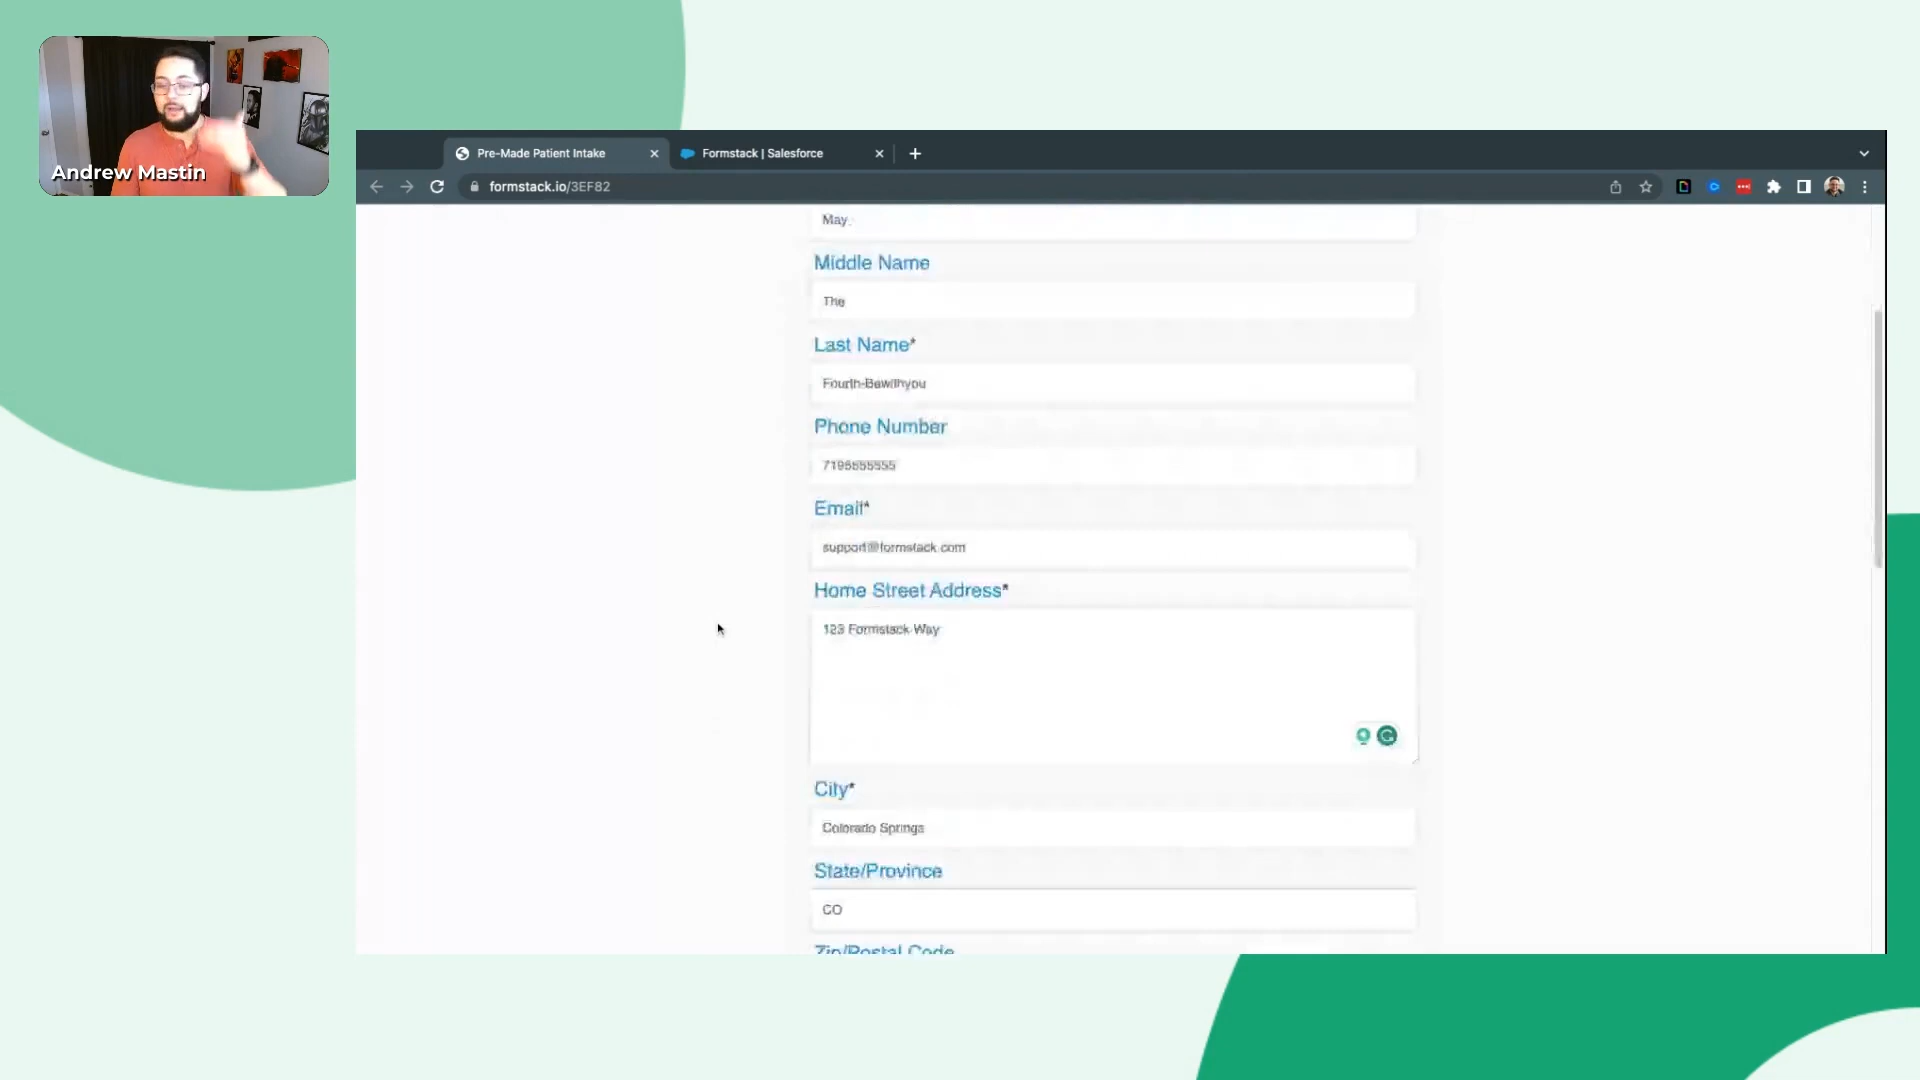 Andrew Mastin
Pre-Made Patient Intake
Formstack | Salesforce
formstack.io/3EF82
May
Middle Name
The
Last Name*
Fourth-Bewithyou
Phone Number
7195555555
Email*
support@formstack.com
Home Street Address*
123 Formstack Way
City*
Colorado Springs
State/Province
CO
Zip/Postal Code